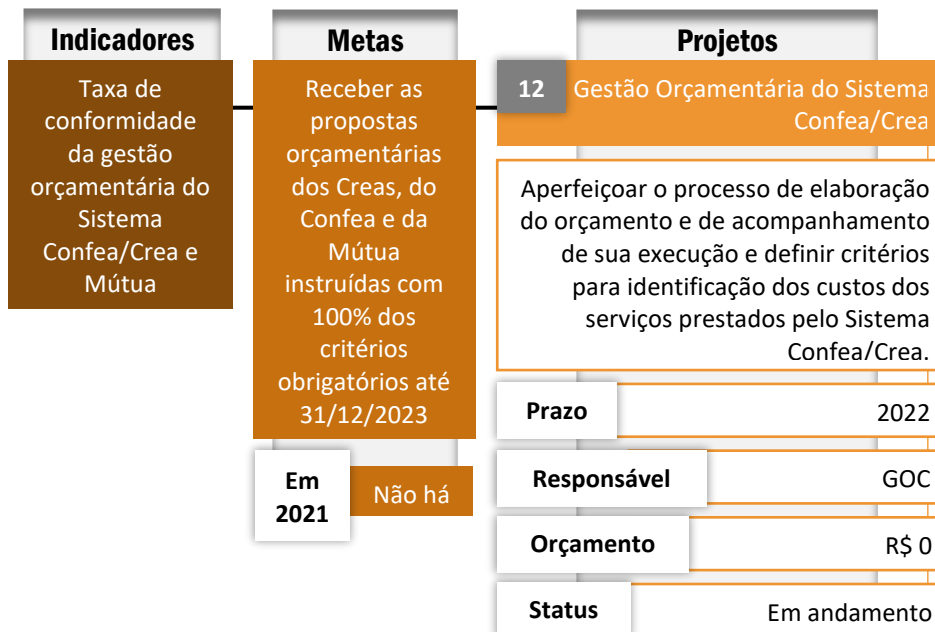 Indicadores
Taxa de
conformidade
da gestão
orçamentária do
Sistema
Confea/Crea e
Mútua
Metas
Receber as
propostas
orçamentárias
dos Creas, do
Confea e da
Mútua
instruídas com
100% dos
critérios
obrigatórios até
31/12/2023
Em
2021
Não há
Projetos
12
Gestão Orçamentária do Sistema
Confea/Crea
Aperfeiçoar o processo de elaboração
do orçamento e de acompanhamento
de sua execução e definir critérios
para identificação dos custos dos
serviços prestados pelo Sistema
Confea/Crea.
Prazo
2022
Responsável
GOC
Orçamento
R$ 0
Status
Em andamento